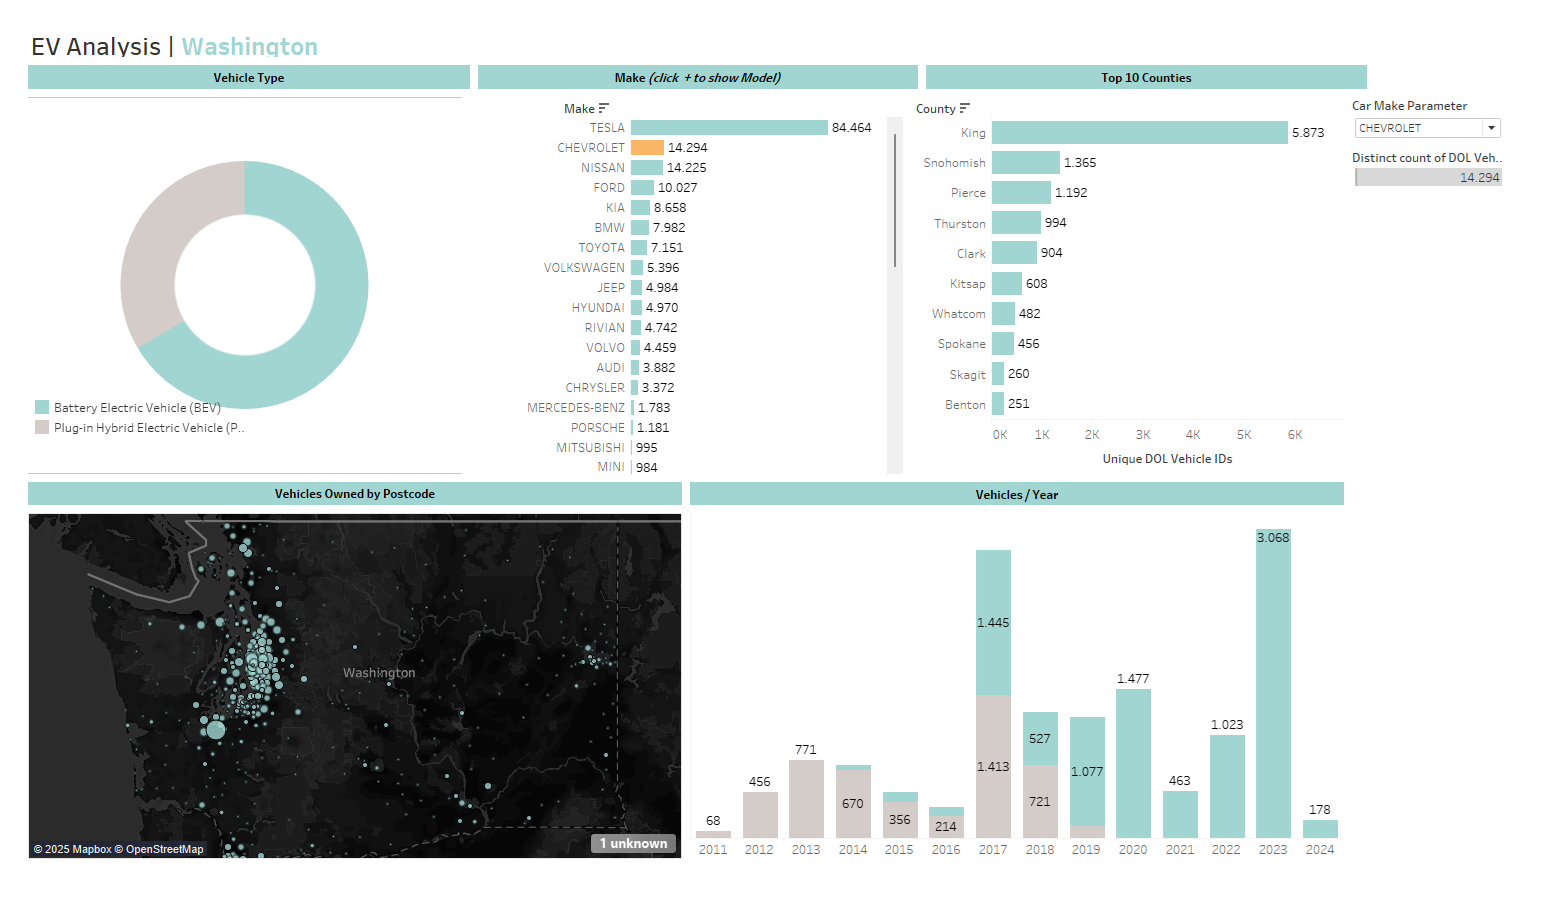 EV Analysis | Washington
Vehicle Type
Make (click + to show Model)
Top 10 Counties
Battery Electric Vehicle (BEV)
Plug-in Hybrid Electric Vehicle (P..
Make
TESLA 84.464
CHEVROLET 14.294
NISSAN 14.225
FORD 10.027
KIA 8.658
BMW 7.982
TOYOTA 7.151
VOLKSWAGEN 5.396
JEEP 4.984
HYUNDAI 4.970
RIVIAN 4.742
VOLVO 4.459
AUDI 3.882
CHRYSLER 3.372
MERCEDES-BENZ 1.783
PORSCHE 1.181
MITSUBISHI 995
MINI 984
County
King 5.873
Snohomish 1.365
Pierce 1.192
Thurston 994
Clark 904
Kitsap 608
Whatcom 482
Spokane 456
Skagit 260
Benton 251
0K 1K 2K 3K 4K 5K 6K
Unique DOL Vehicle IDs
Car Make Parameter
CHEVROLET
Distinct count of DOL Veh..
14.294
Vehicles Owned by Postcode
Washington
© 2025 Mapbox © OpenStreetMap
1 unknown
Vehicles / Year
68
456
771
670
356
214
1.445
1.413
527
721
1.077
1.477
463
1.023
3.068
178
2011 2012 2013 2014 2015 2016 2017 2018 2019 2020 2021 2022 2023 2024